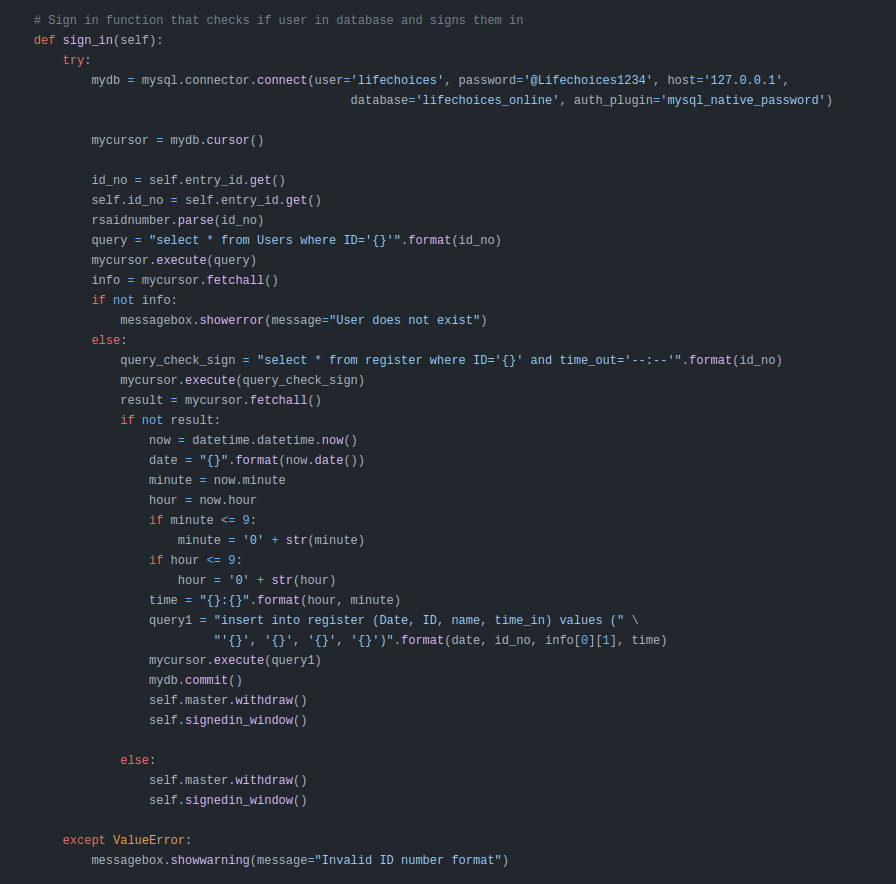 # Sign in function that checks if user in database and signs them in
def sign_in(self):
    try:
        mydb = mysql.connector.connect(user='lifechoices', password='@Lifechoices1234', host='127.0.0.1',
                                            database='lifechoices_online', auth_plugin='mysql_native_password')

        mycursor = mydb.cursor()

        id_no = self.entry_id.get()
        self.id_no = self.entry_id.get()
        rsaidnumber.parse(id_no)
        query = "select * from Users where ID='{}'".format(id_no)
        mycursor.execute(query)
        info = mycursor.fetchall()
        if not info:
            messagebox.showerror(message="User does not exist")
        else:
            query_check_sign = "select * from register where ID='{}' and time_out='--:--'".format(id_no)
            mycursor.execute(query_check_sign)
            result = mycursor.fetchall()
            if not result:
                now = datetime.datetime.now()
                date = "{}".format(now.date())
                minute = now.minute
                hour = now.hour
                if minute <= 9:
                    minute = '0' + str(minute)
                if hour <= 9:
                    hour = '0' + str(hour)
                time = "{}:{}".format(hour, minute)
                query1 = "insert into register (Date, ID, name, time_in) values (" \
                         "'{}', '{}', '{}', '{}')".format(date, id_no, info[0][1], time)
                mycursor.execute(query1)
                mydb.commit()
                self.master.withdraw()
                self.signedin_window()

            else:
                self.master.withdraw()
                self.signedin_window()

    except ValueError:
        messagebox.showwarning(message="Invalid ID number format")